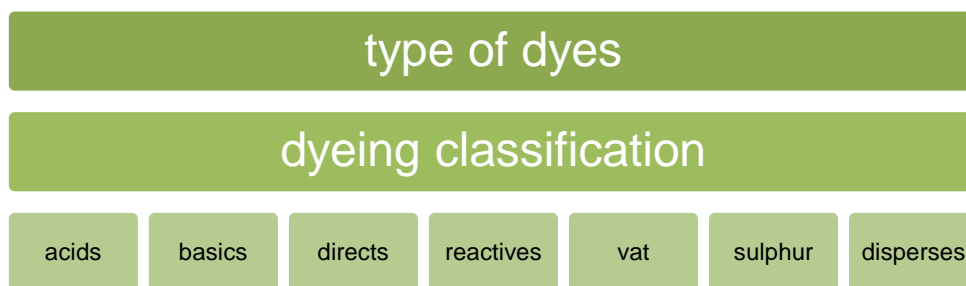 type of dyes
dyeing classification
acids basics directs reactives vat sulphur disperses